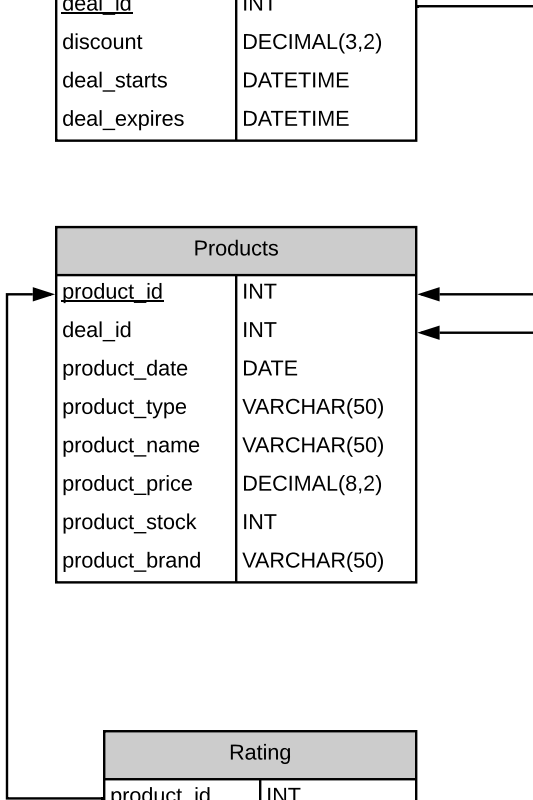 deal_id INT
discount DECIMAL(3,2)
deal_starts DATETIME
deal_expires DATETIME
Products
product_id INT
deal_id INT
product_date DATE
product_type VARCHAR(50)
product_name VARCHAR(50)
product_price DECIMAL(8,2)
product_stock INT
product_brand VARCHAR(50)
Rating
product_id INT